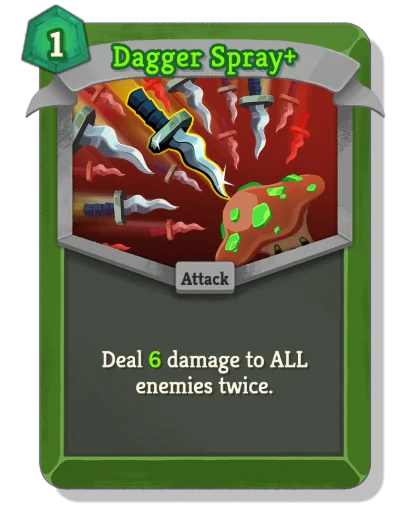 1
Dagger Spray+
Attack
Deal 6 damage to ALL
enemies twice.